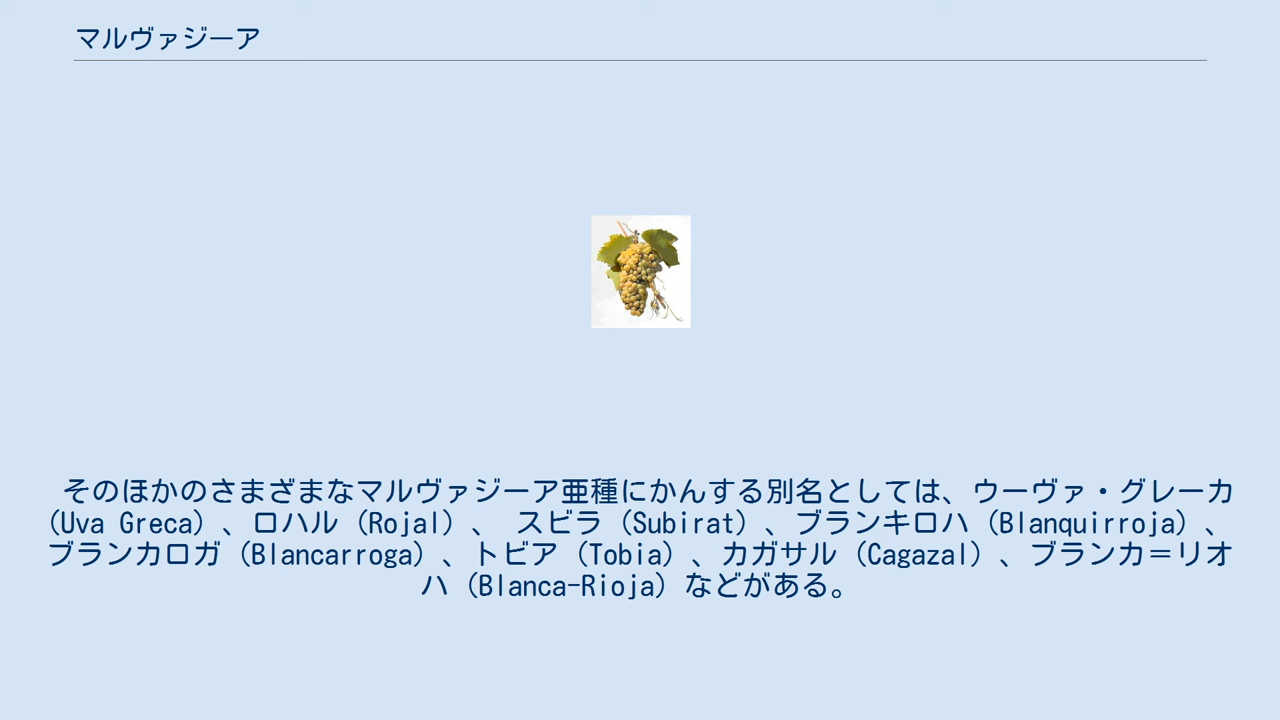 マルヴァジーア
そのほかのさまざまなマルヴァジーア亜種にかんする別名としては、ウーヴァ・グレーカ
（Uva Greca）、ロハル（Rojal）、 スビラ（Subirat）、ブランキロハ（Blanquirroja）、
ブランカロガ（Blancarroga）、トビア（Tobia）、カガサル（Cagazal）、ブランカ＝リオ
ハ（Blanca-Rioja）などがある。